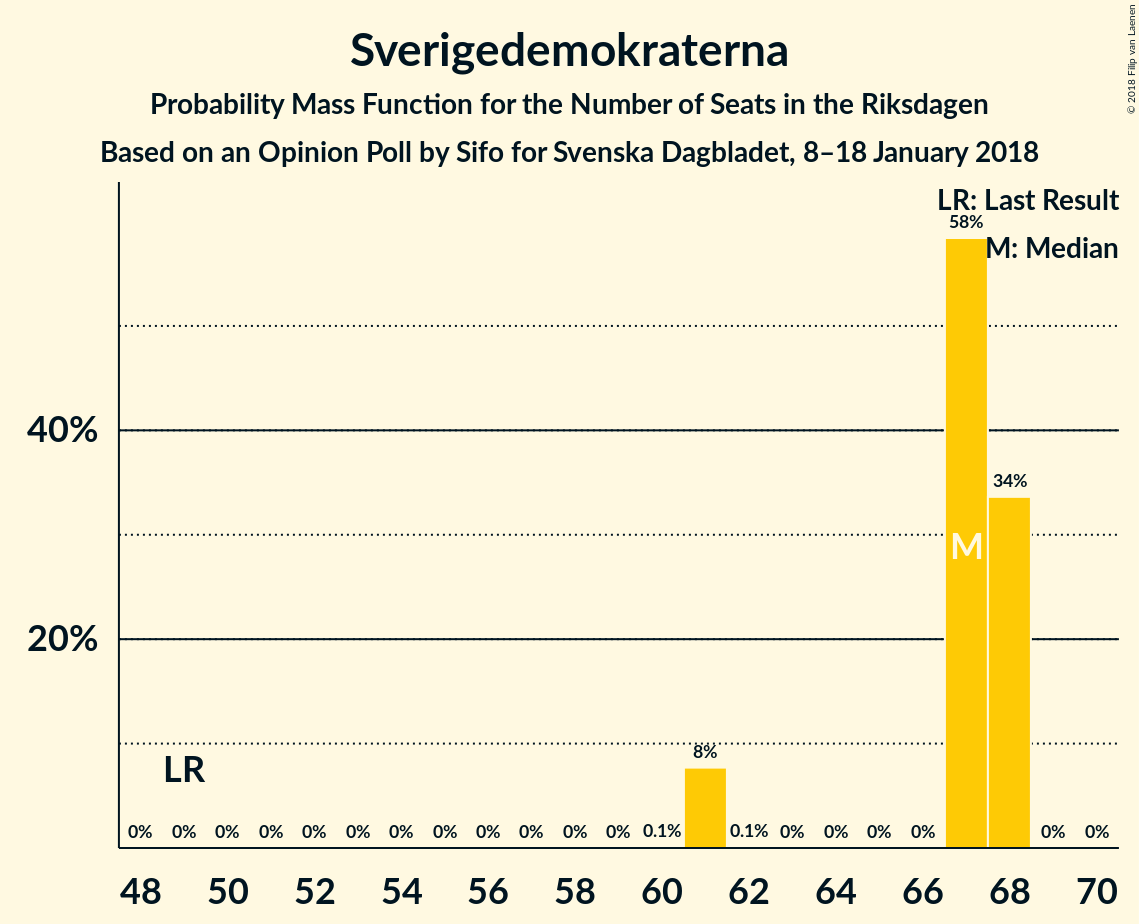 Sverigedemokraterna
Probability Mass Function for the Number of Seats in the Riksdagen
Based on an Opinion Poll by Sifo for Svenska Dagbladet, 8–18 January 2018
© 2018 Filip van Laenen
LR: Last Result
58%
M: Median
40%
34%
M
20%
8%
LR
0% 0% 0% 0% 0% 0% 0% 0% 0% 0% 0% 0% 0.1% 0.1% 0% 0% 0% 0% 0% 0%
48 50 52 54 56 58 60 62 64 66 68 70